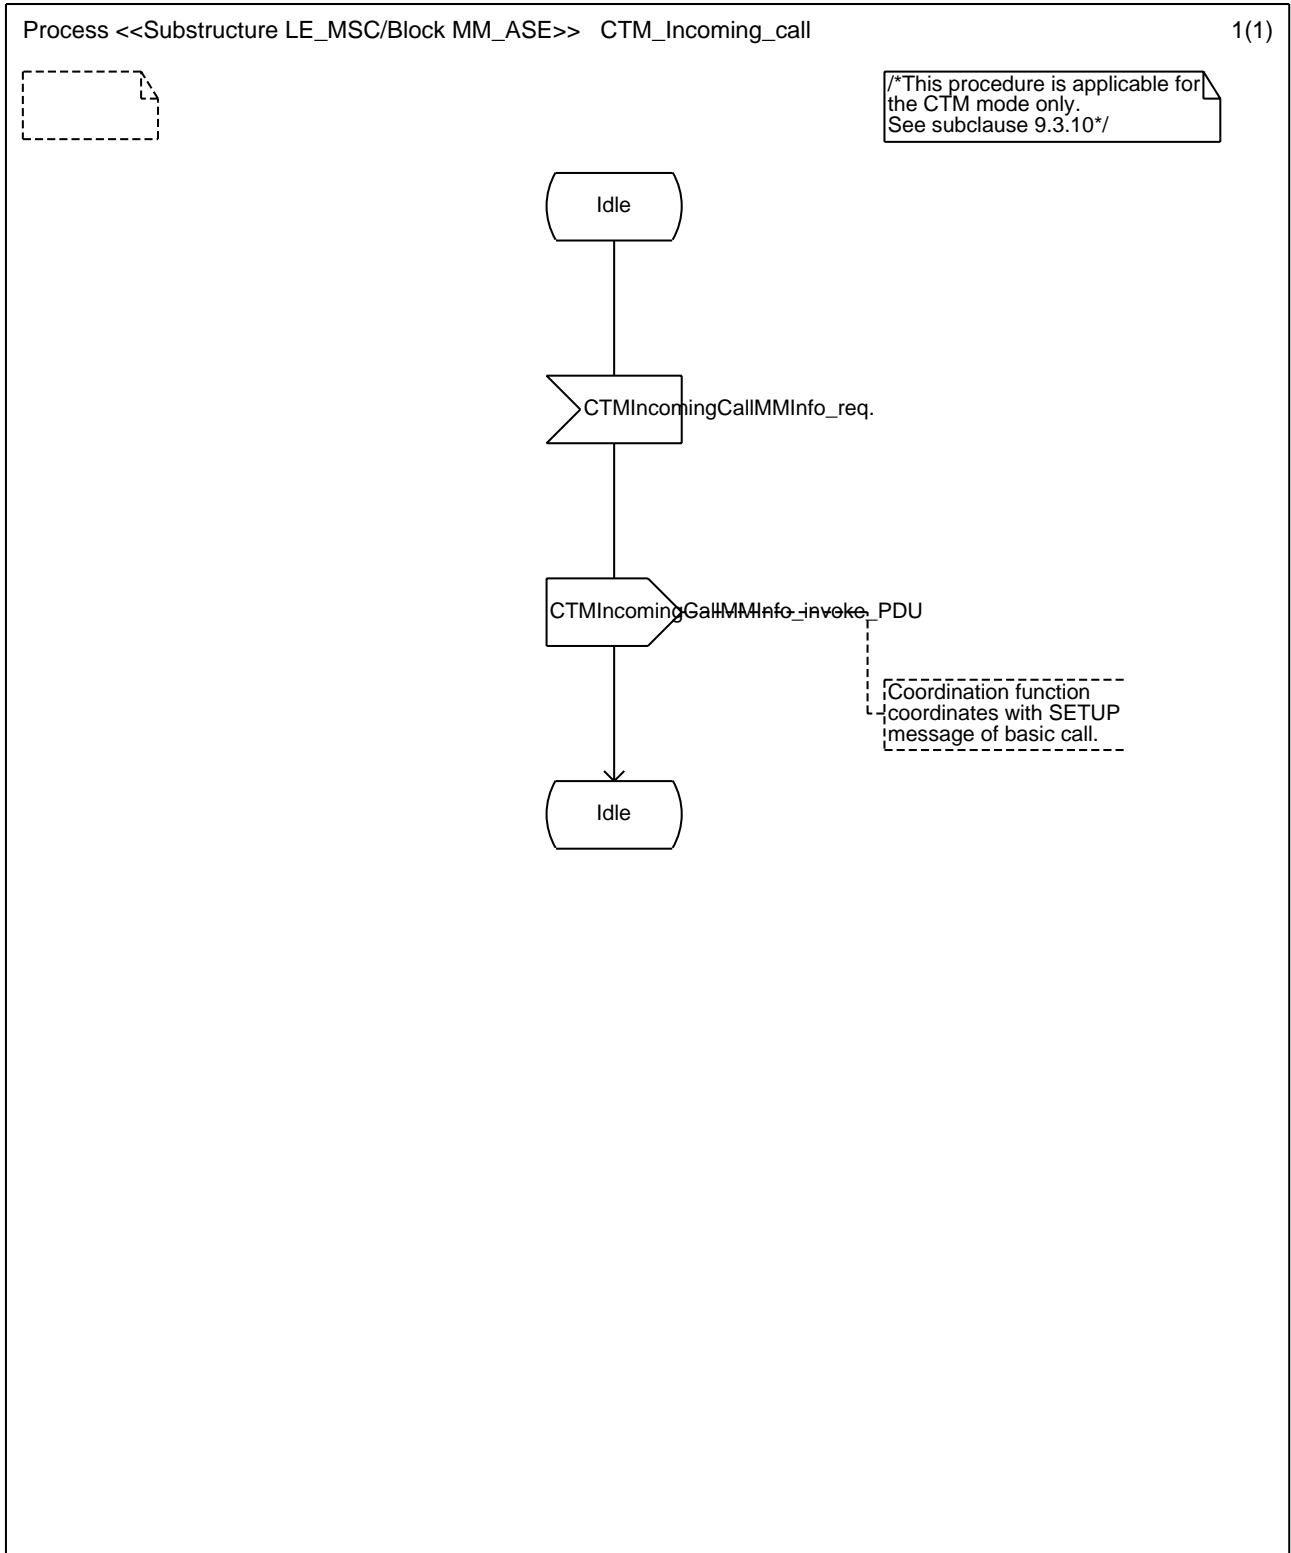 Process <<Substructure LE_MSC/Block MM_ASE>> CTM_Incoming_call 1(1)
/*This procedure is applicable for
the CTM mode only.
See subclause 9.3.10*/
Idle
CTMIncomingCallMMInfo_req.
CTMIncomingCallMMInfo_invoke_PDU
Coordination function
coordinates with SETUP
message of basic call.
Idle